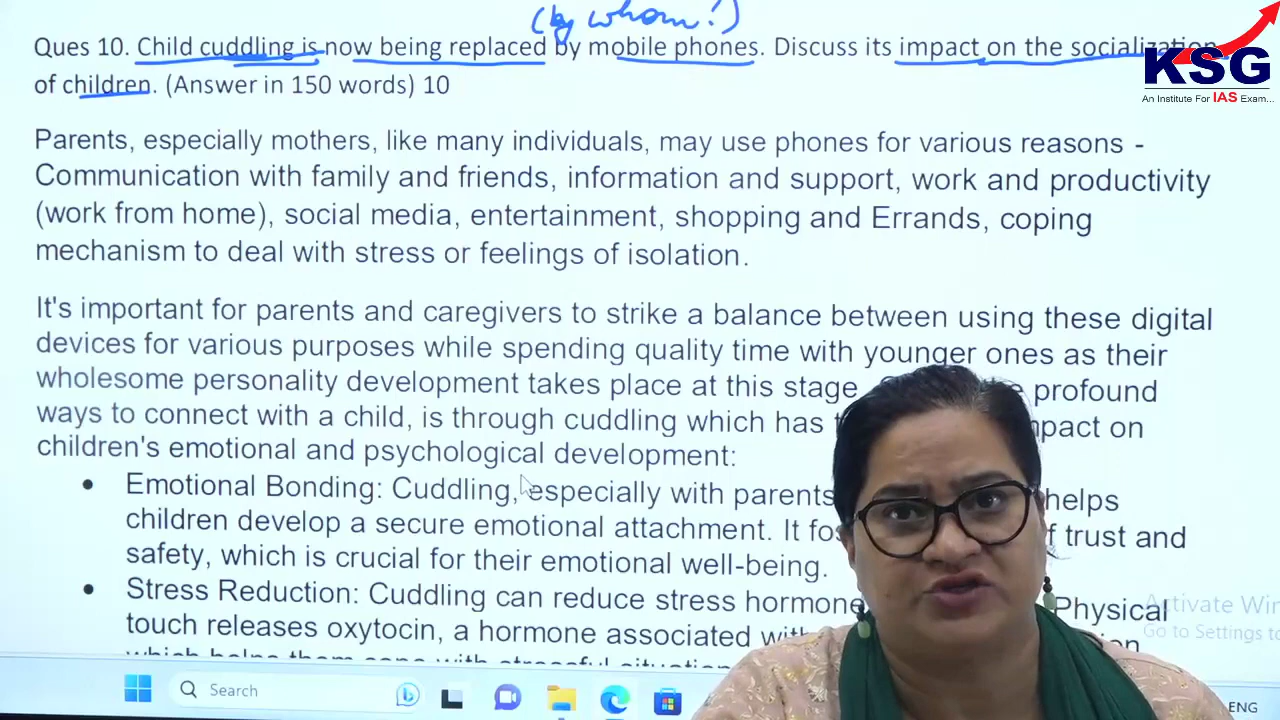 (by whom?)
Ques 10. Child cuddling is now being replaced by mobile phones. Discuss its impact on the socialization
of children. (Answer in 150 words) 10
KSG
An Institute For IAS Exam...
Parents, especially mothers, like many individuals, may use phones for various reasons -
Communication with family and friends, information and support, work and productivity
(work from home), social media, entertainment, shopping and Errands, coping
mechanism to deal with stress or feelings of isolation.
It's important for parents and caregivers to strike a balance between using these digital
devices for various purposes while spending quality time with younger ones as their
wholesome personality development takes place at this stage. profound
ways to connect with a child, is through cuddling which has impact on
children's emotional and psychological development:
• Emotional Bonding: Cuddling, especially with parents helps
children develop a secure emotional attachment. It trust and
safety, which is crucial for their emotional well-being.
• Stress Reduction: Cuddling can reduce stress Physical
touch releases oxytocin, a hormone associated
Activate
Go to Settings to
Search
ENG